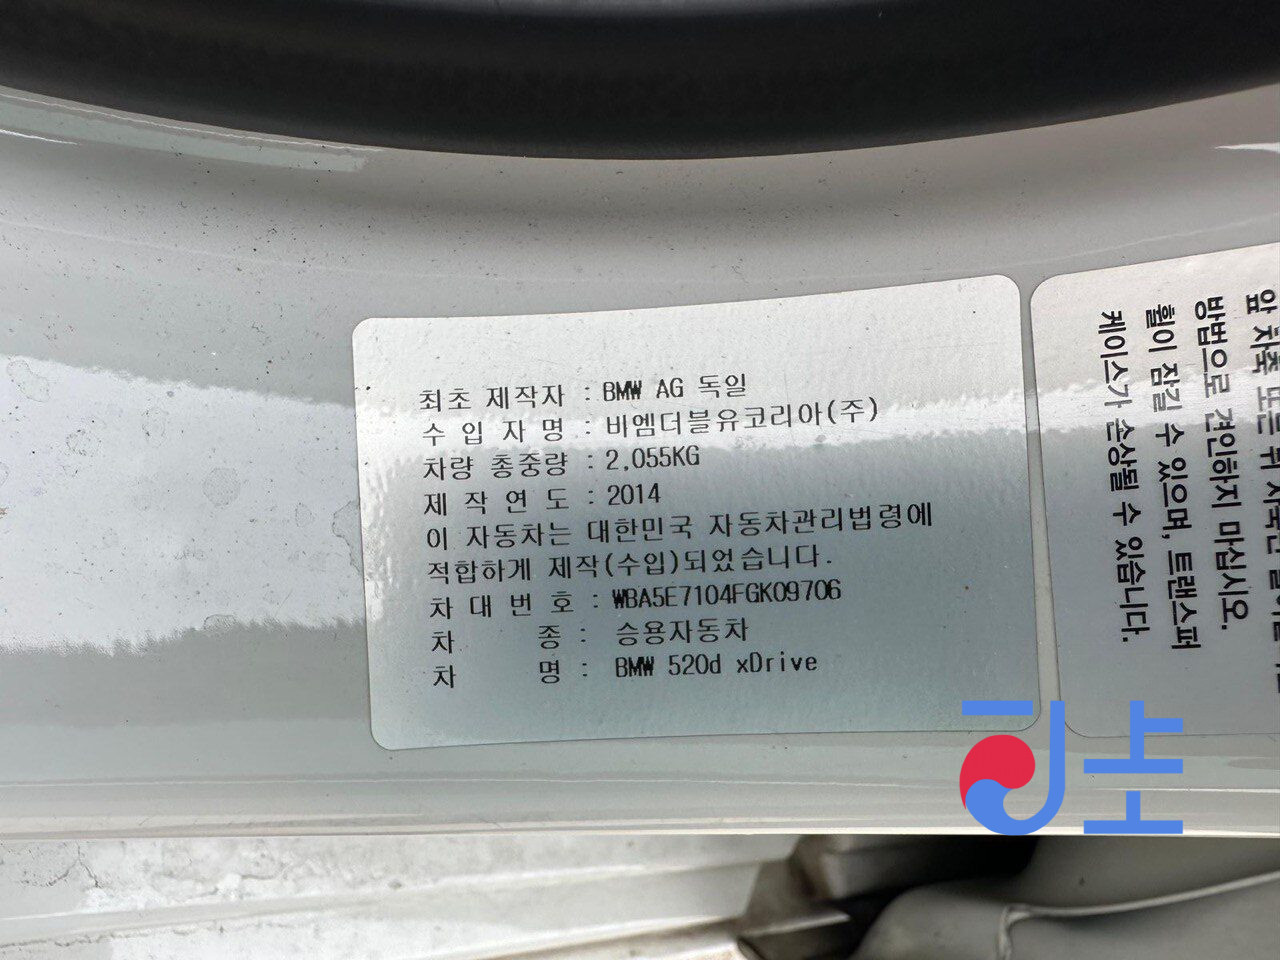 최초 제작자 : BMW AG 독일
수 입 자 명 : 비엠더블유코리아(주)
차량 총중량 : 2,055KG
제 작 연 도 : 2014
이 자동차는 대한민국 자동차관리법령에
적합하게 제작(수입)되었습니다.
차 대 번 호 : WBA5E7104FGK09706
차 종 : 승용자동차
차 명 : BMW 520d xDrive
앞 차축 또는 뒤
방법으로 견인하지 마십시오.
휠이 잠길 수 있으며, 트랜스퍼
케이스가 손상될 수 있습니다.